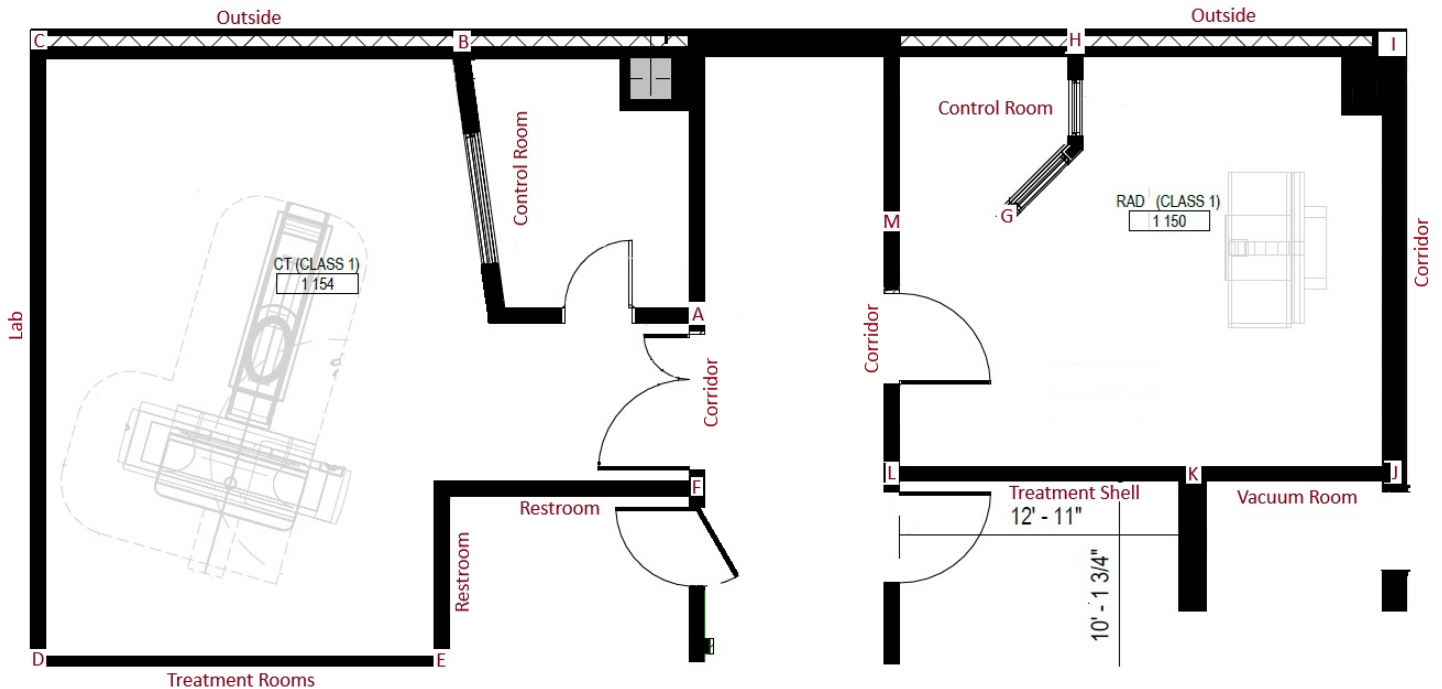 Outside
Outside
C
B
H
I
Control Room
Control Room
M
G
RAD (CLASS 1)
1 150
Corridor
CT (CLASS 1)
1 154
Lab
A
Corridor
Corridor
F
L
K
J
Restroom
Treatment Shell
Vacuum Room
12' - 11"
Restroom
10' - 1 3/4"
D
E
Treatment Rooms